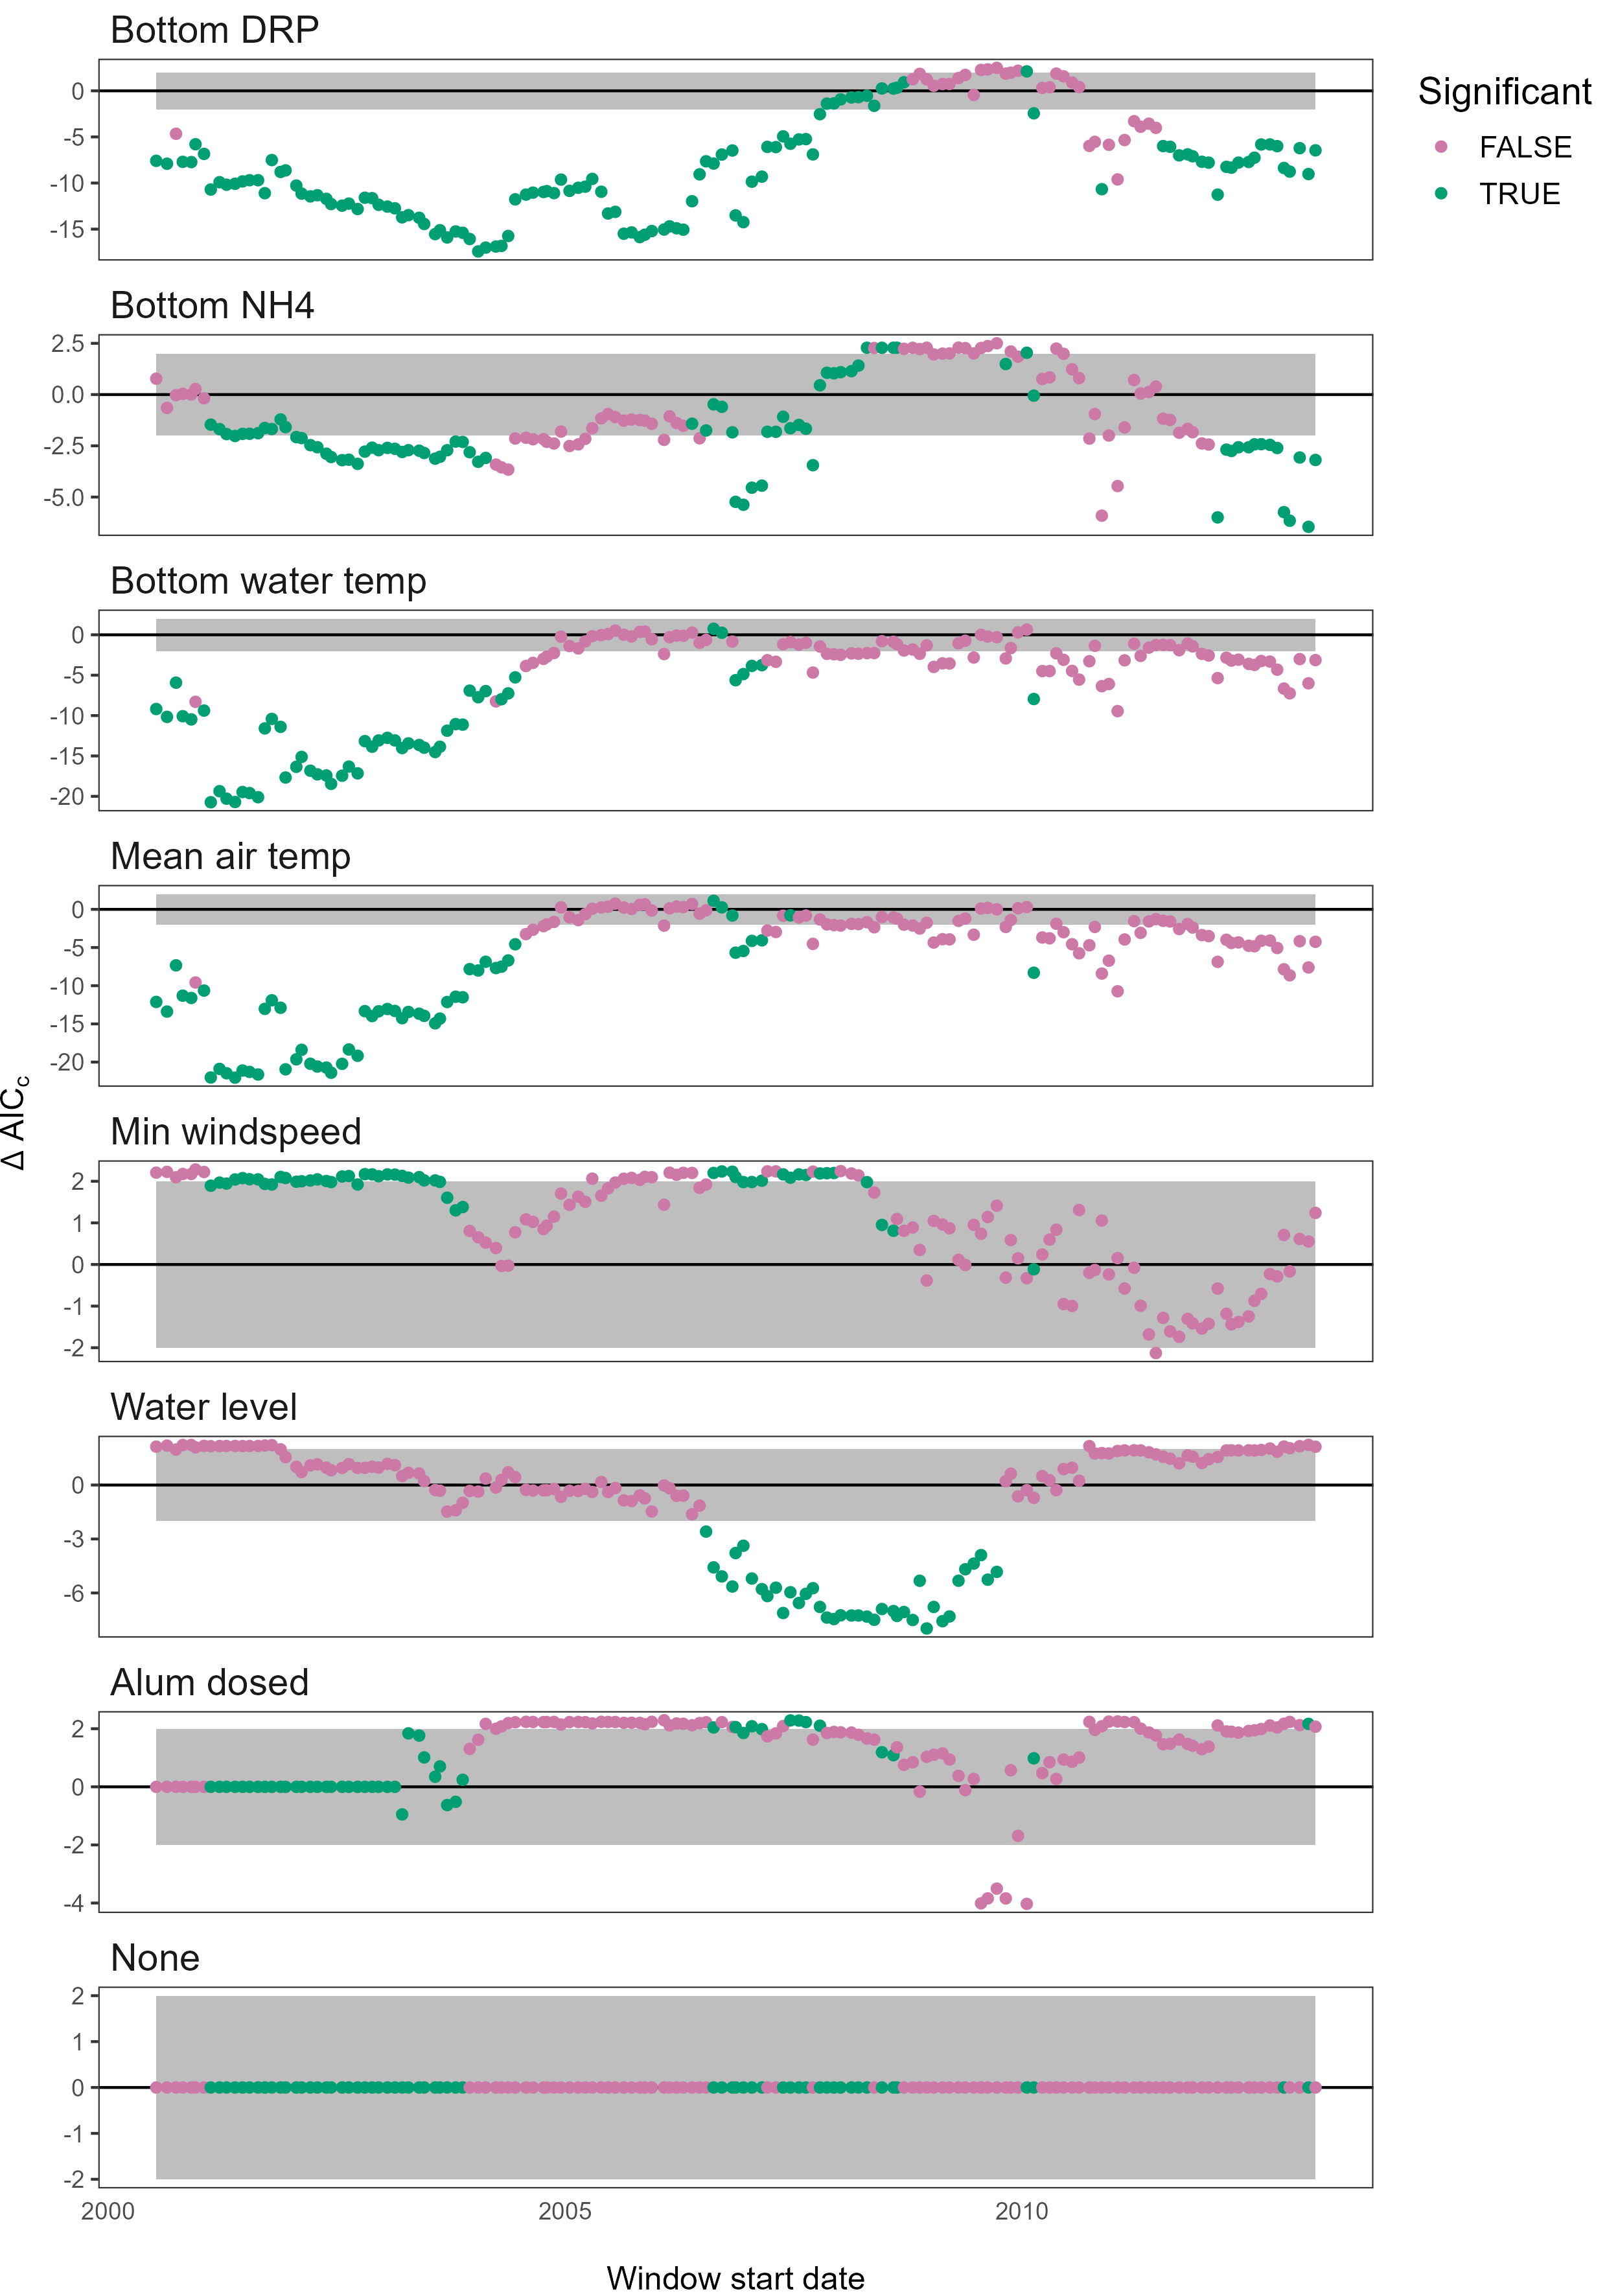 Bottom DRP
0
-5
-10
-15
Significant
FALSE
TRUE
Bottom NH4
2.5
0.0
-2.5
-5.0
Bottom water temp
0
-5
-10
-15
-20
Mean air temp
0
-5
-10
-15
-20
Δ AICc
Min windspeed
2
1
0
-1
-2
Water level
0
-3
-6
Alum dosed
2
0
-2
-4
None
2
1
0
-1
-2
2000 2005 2010
Window start date